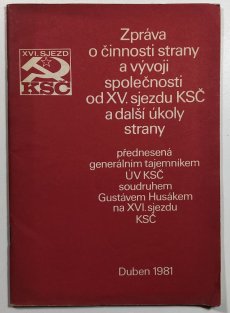 XVI. SJEZD
KSČ
Zpráva
o činnosti strany
a vývoji
společnosti
od XV. sjezdu KSČ
a další úkoly
strany
přednesená
generálním tajemníkem
ÚV KSČ
soudruhem
Gustávem Husákem
na XVI. sjezdu
KSČ
Duben 1981